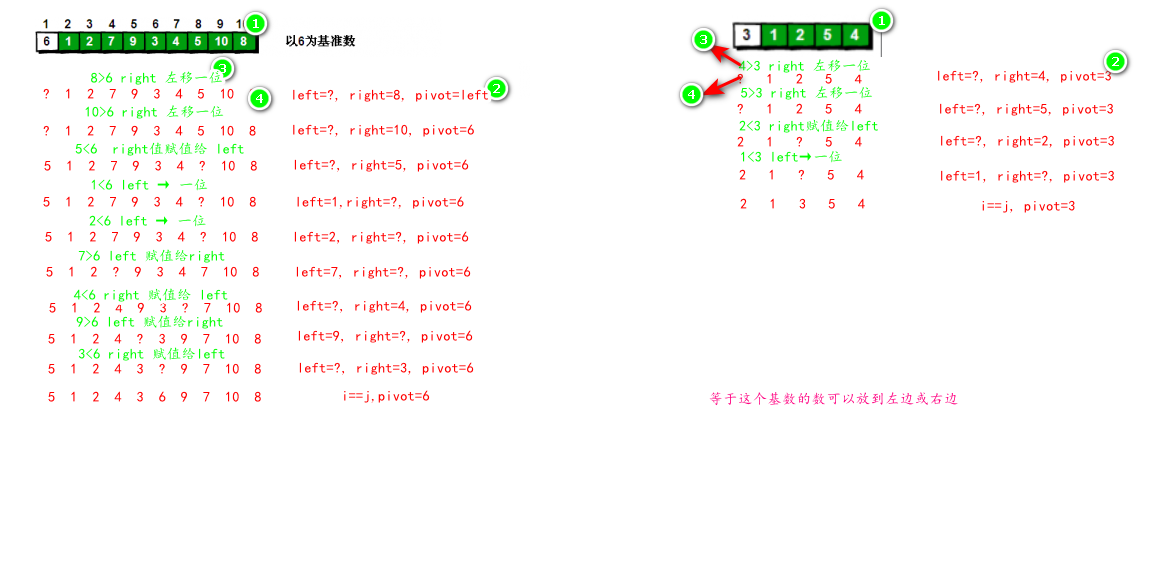 1 2 3 4 5 6 7 8 9
1
6 1 2 7 9 3 4 5 10 8
以6为基准数
3
8>6 right 左移一位
? 1 2 7 9 3 4 5 10
4
left=?, right=8, pivot=left
2
10>6 right 左移一位
? 1 2 7 9 3 4 5 10 8
left=?, right=10, pivot=6
5<6 right值赋值给 left
5 1 2 7 9 3 4 ? 10 8
left=?, right=5, pivot=6
1<6 left → 一位
5 1 2 7 9 3 4 ? 10 8
left=1,right=?, pivot=6
2<6 left → 一位
5 1 2 7 9 3 4 ? 10 8
left=2, right=?, pivot=6
7>6 left 赋值给right
5 1 2 ? 9 3 4 7 10 8
left=7, right=?, pivot=6
4<6 right 赋值给 left
5 1 2 4 9 3 ? 7 10 8
left=?, right=4, pivot=6
9>6 left 赋值给right
5 1 2 4 ? 3 9 7 10 8
left=9, right=?, pivot=6
3<6 right 赋值给left
5 1 2 4 3 ? 9 7 10 8
left=?, right=3, pivot=6
5 1 2 4 3 6 9 7 10 8
i==j,pivot=6
1
3 1 2 5 4
3
4>3 right 左移一位
? 1 2 5 4
4
left=?, right=4, pivot=3
2
5>3 right 左移一位
? 1 2 5 4
left=?, right=5, pivot=3
2<3 right赋值给left
2 1 ? 5 4
left=?, right=2, pivot=3
1<3 left→一位
2 1 ? 5 4
left=1, right=?, pivot=3
2 1 3 5 4
i==j, pivot=3
等于这个基数的数可以放到左边或右边